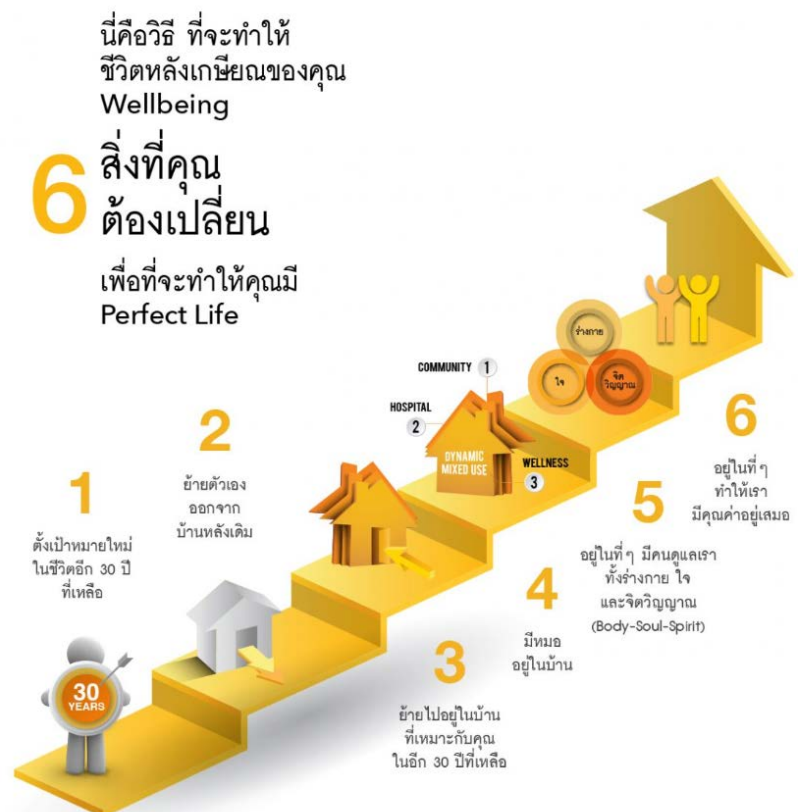 นี่คือวิธี ที่จะทำให้
ชีวิตหลังเกษียณของคุณ
Wellbeing
6
สิ่งที่คุณ
ต้องเปลี่ยน
เพื่อที่จะทำให้คุณมี
Perfect Life
1
ตั้งเป้าหมายใหม่
ในชีวิตอีก 30 ปี
ที่เหลือ
30
YEARS
2
ย้ายตัวเอง
ออกจาก
บ้านหลังเดิม
3
ย้ายไปอยู่ในบ้าน
ที่เหมาะกับคุณ
ในอีก 30 ปีที่เหลือ
COMMUNITY 1
HOSPITAL
2
DYNAMIC
MIXED USE
WELLNESS
3
4
มีหมอ
อยู่ในบ้าน
ร่างกาย
ใจ
จิต
วิญญาณ
5
อยู่ในที่ๆ มีคนดูแลเรา
ทั้งร่างกาย ใจ
และจิตวิญญาณ
(Body-Soul-Spirit)
6
อยู่ในที่ๆ
ทำให้เรา
มีคุณค่าอยู่เสมอ